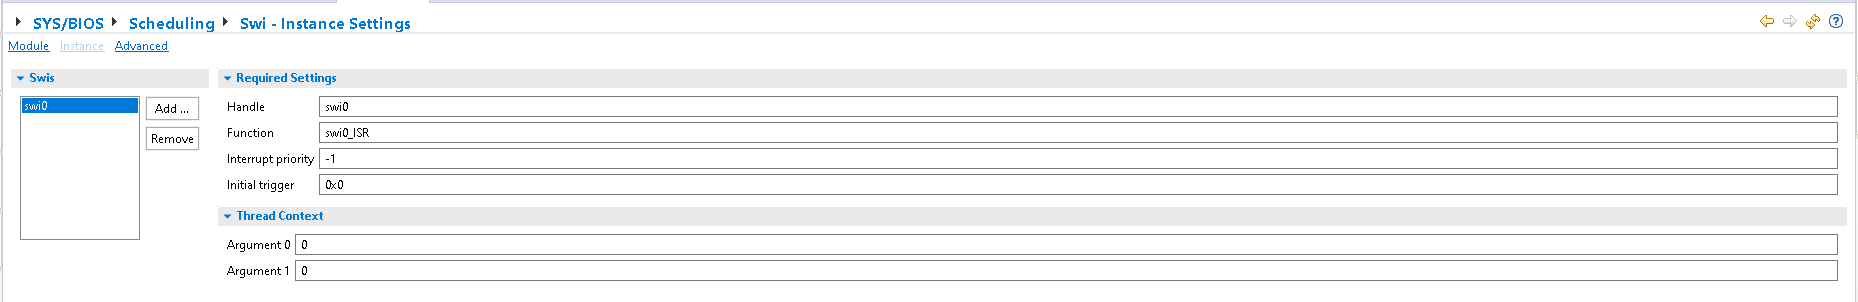 SYS/BIOS Scheduling Swi - Instance Settings
Module Instance Advanced
Swis
swi0
Add ...
Remove
Required Settings
Handle swi0
Function swi0_ISR
Interrupt priority -1
Initial trigger 0x0
Thread Context
Argument 0 0
Argument 1 0